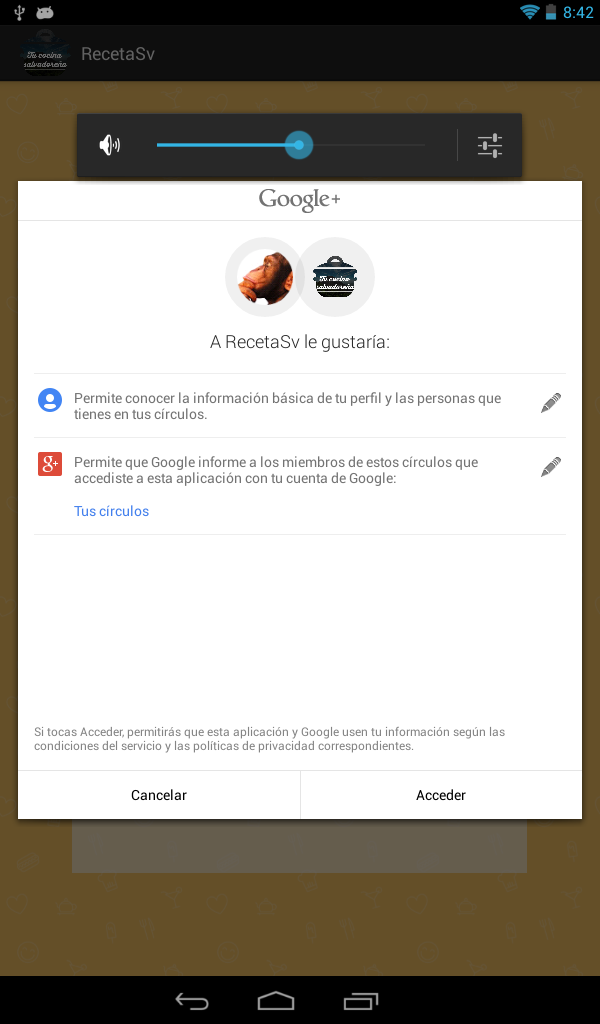 8:42
Tu cocina
salvadoreña
RecetaSv
Google+
Tu cocina
salvadoreña
A RecetaSv le gustaría:
Permite conocer la información básica de tu perfil y las personas que
tienes en tus círculos.
g+
Permite que Google informe a los miembros de estos círculos que
accediste a esta aplicación con tu cuenta de Google:
Tus círculos
Si tocas Acceder, permitirás que esta aplicación y Google usen tu información según las
condiciones del servicio y las políticas de privacidad correspondientes.
Cancelar
Acceder